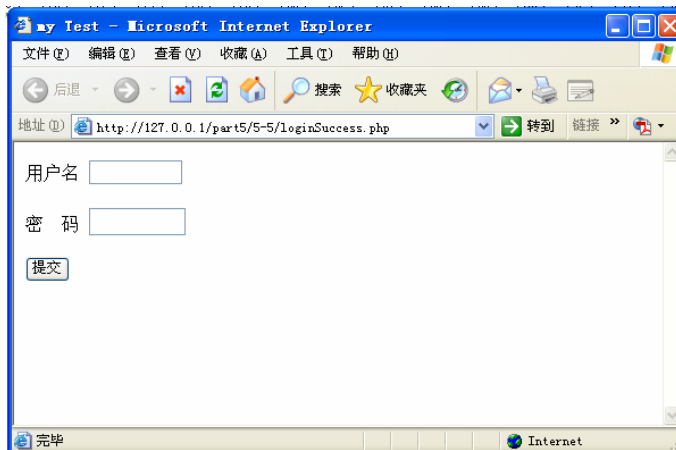 my Test - Microsoft Internet Explorer
文件(F) 编辑(E) 查看(V) 收藏(A) 工具(T) 帮助(H)
后退 搜索 收藏夹
地址(D) http://127.0.0.1/part5/5-5/loginSuccess.php 转到 链接 »
用户名
密 码
提交
完毕 Internet